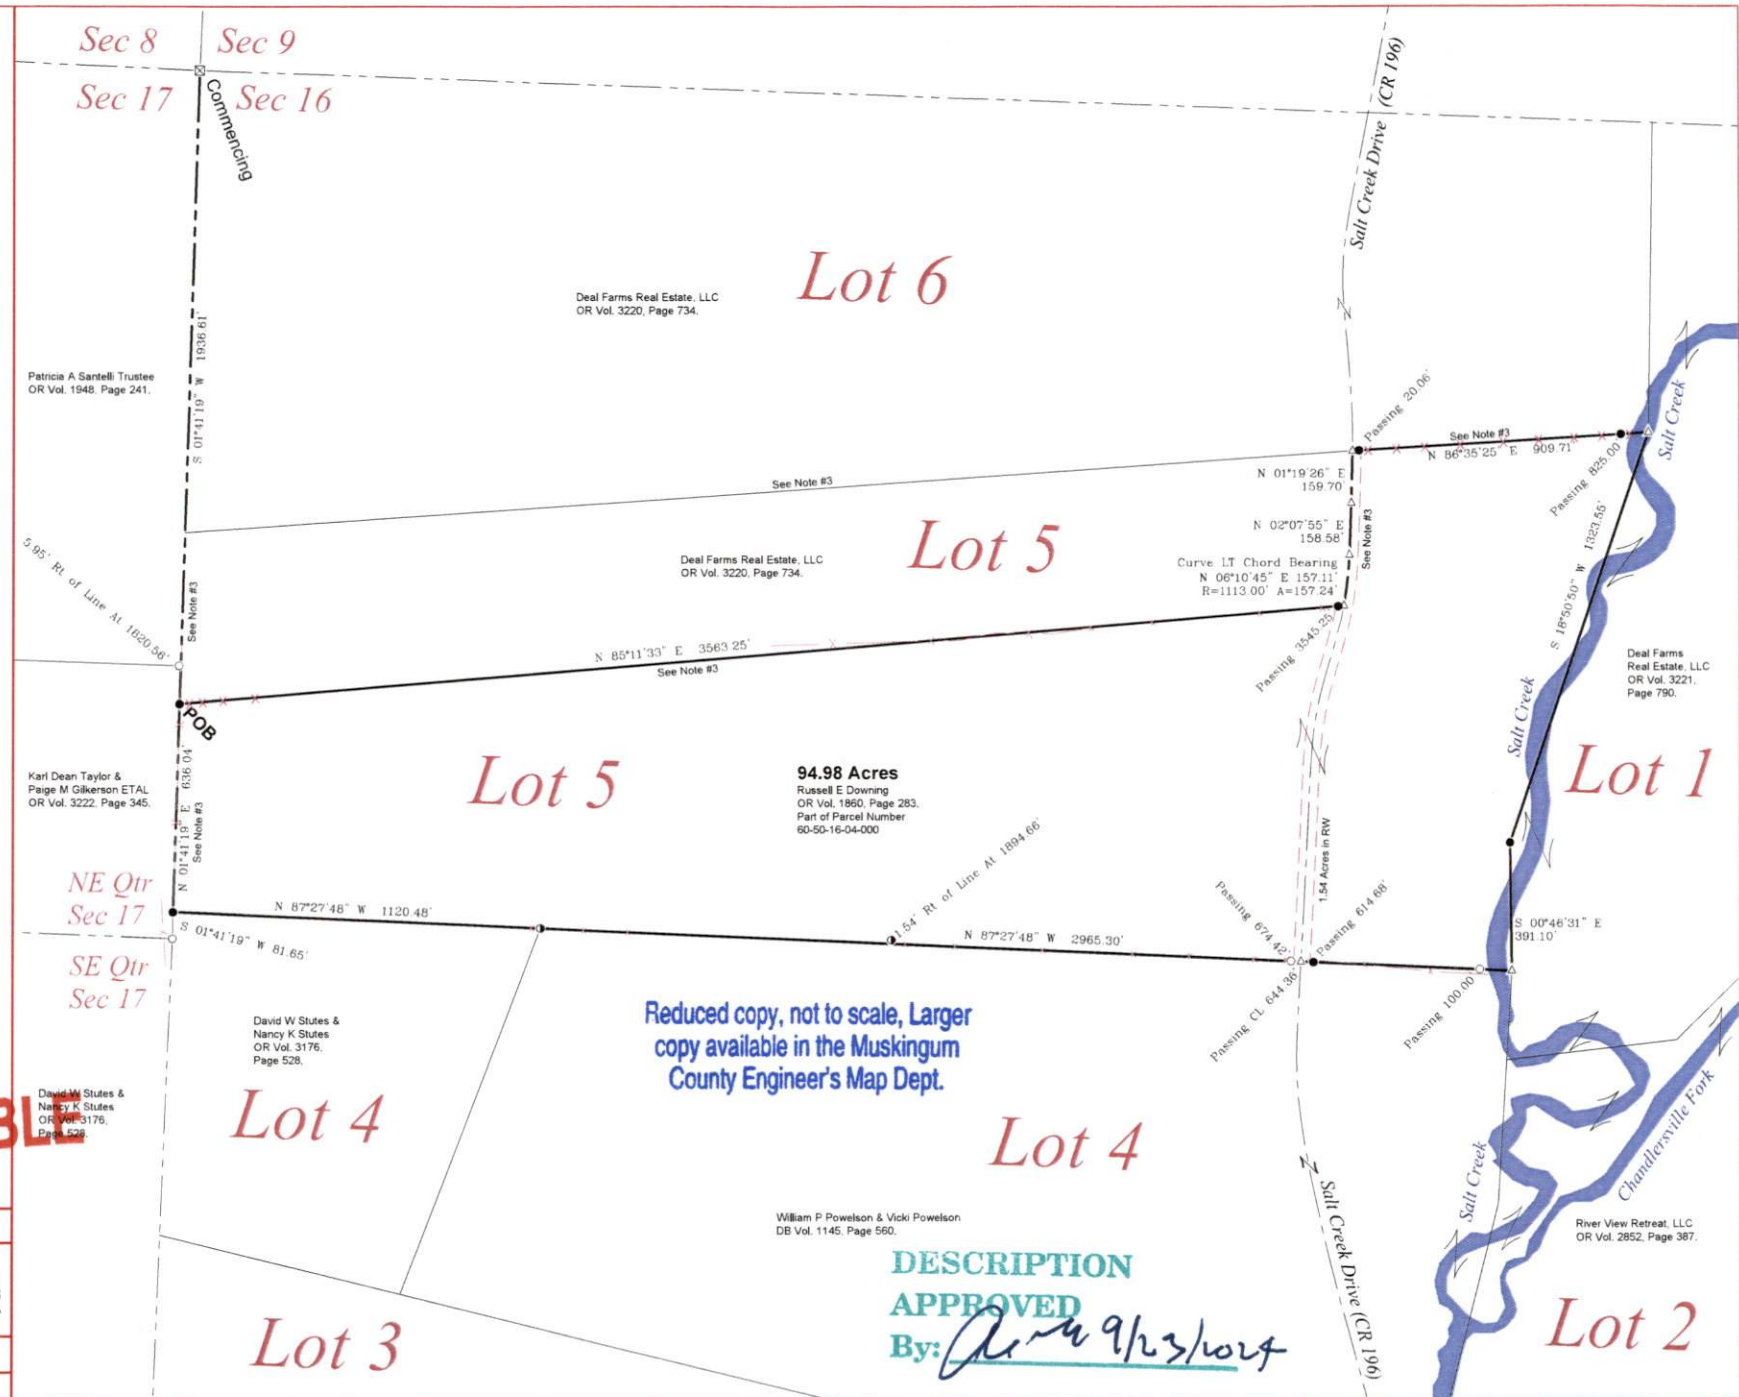 Sec 8
Sec 9
Sec 17
Sec 16
Commencing
Salt Creek Drive (CR 196)
Lot 6
Deal Farms Real Estate, LLC
OR Vol. 3220, Page 734.
S 01°41'19" W 1936.61'
Patricia A Santelli Trustee
OR Vol. 1948, Page 241.
Passing 20.06'
See Note #3
N 86°35'25" E 909.71'
Passing 825.00'
Salt Creek
See Note #3
N 01°19'26" E
159.70'
N 02°07'55" E
158.58'
See Note #3
Curve LT Chord Bearing
N 06°10'45" E 157.11'
R=1113.00' A=157.24'
Lot 5
Deal Farms Real Estate, LLC
OR Vol. 3220, Page 734.
S 18°50'50" W 1323.55'
5.95' Rt of Line At 1820.56'
See Note #3
N 85°11'33" E 3563.25'
See Note #3
Passing 3545.25'
Deal Farms
Real Estate, LLC
OR Vol. 3221,
Page 790.
Salt Creek
POB
Lot 1
Lot 5
94.98 Acres
Russell E Downing
OR Vol. 1860, Page 283.
Part of Parcel Number
60-50-16-04-000
Karl Dean Taylor &
Paige M Gilkerson ETAL
OR Vol. 3222, Page 345.
N 01°41'19" E 636.04'
See Note #3
1.54 Acres in RW
1.54' Rt of Line At 1894.66'
NE Qtr
Sec 17
N 87°27'48" W 1120.48'
S 01°41'19" W 81.65'
N 87°27'48" W 2965.30'
Passing 674.42'
Passing 614.68'
S 00°46'31" E
391.10'
SE Qtr
Sec 17
Passing CL 644.36'
Passing 100.00'
David W Stutes &
Nancy K Stutes
OR Vol. 3176,
Page 528.
Reduced copy, not to scale, Larger
copy available in the Muskingum
County Engineer's Map Dept.
David W Stutes &
Nancy K Stutes
OR Vol. 3176,
Page 528.
BLE
Lot 4
Lot 4
Salt Creek
Chandlersville Fork
Salt Creek Drive (CR 196)
William P Powelson & Vicki Powelson
DB Vol. 1145, Page 560.
River View Retreat, LLC
OR Vol. 2852, Page 387.
DESCRIPTION
APPROVED
By: 9/23/2024
Lot 3
Lot 2